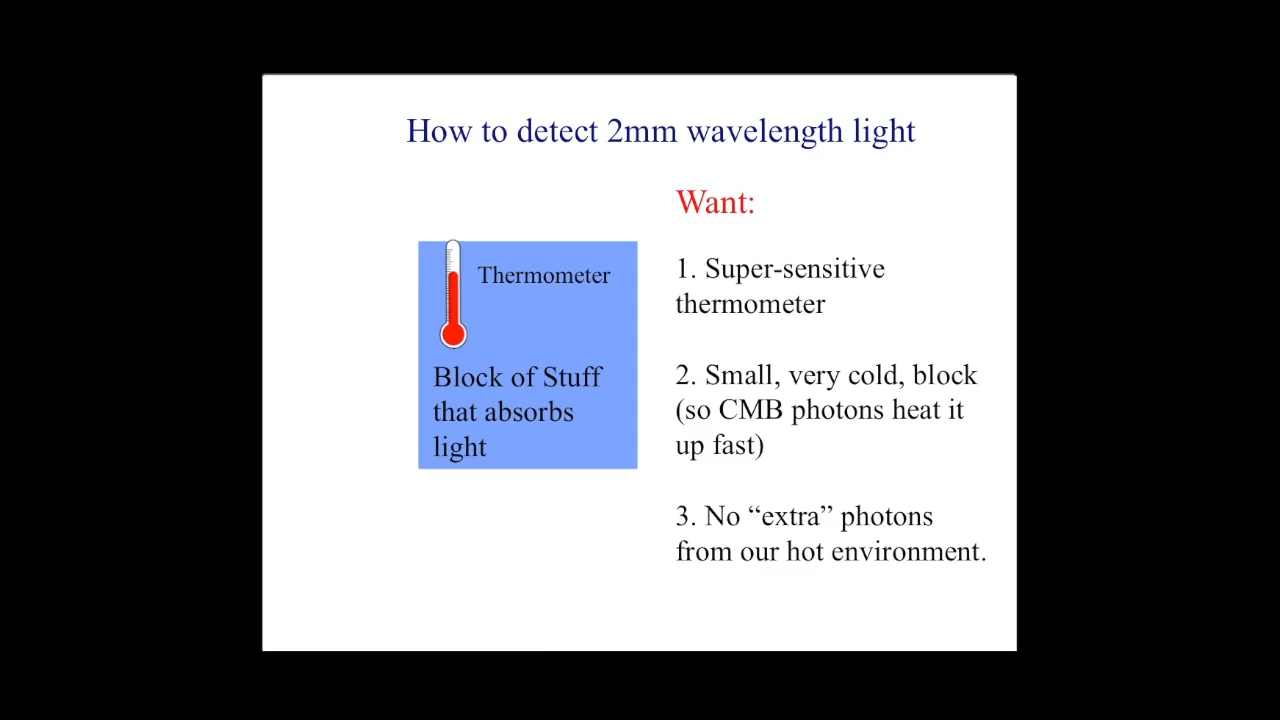 How to detect 2mm wavelength light
Want:
Thermometer
Block of Stuff
that absorbs
light
1. Super-sensitive
thermometer
2. Small, very cold, block
(so CMB photons heat it
up fast)
3. No “extra” photons
from our hot environment.